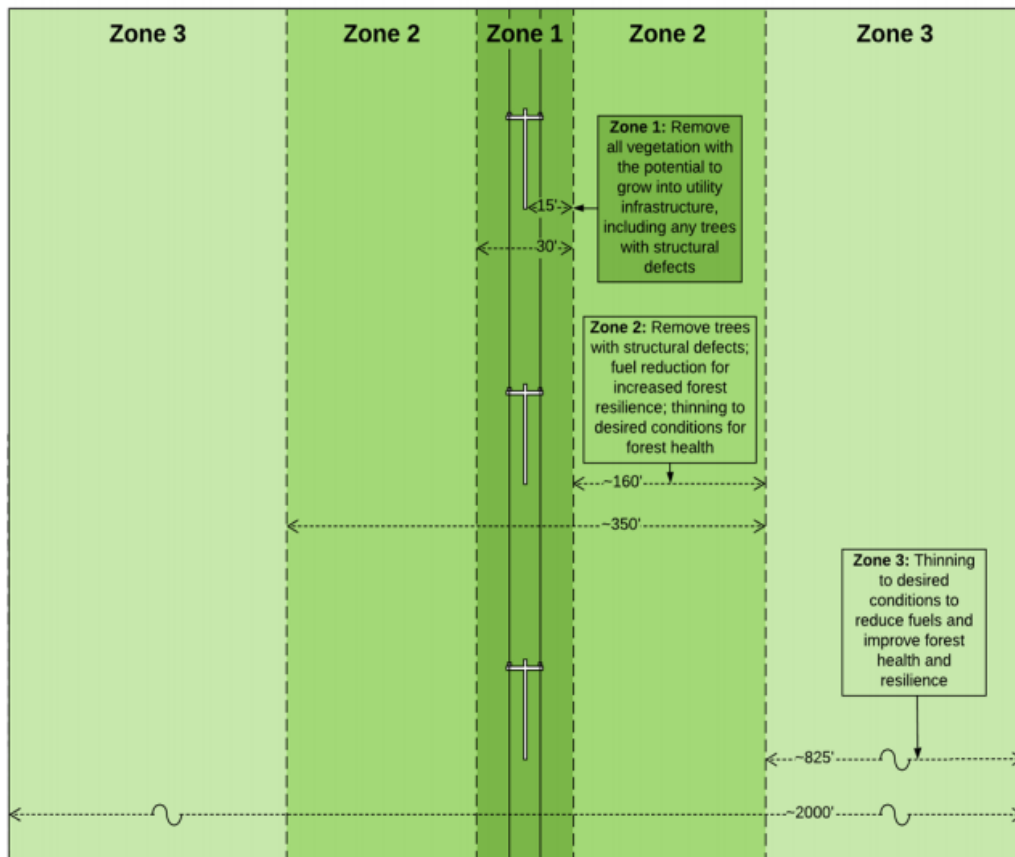 Zone 3 Zone 2 Zone 1 Zone 2 Zone 3
Zone 1: Remove
all vegetation with
the potential to
grow into utility
infrastructure,
including any trees
with structural
defects
15'
30'
Zone 2: Remove trees
with structural defects;
fuel reduction for
increased forest
resilience; thinning to
desired conditions for
forest health
~160'
~350'
Zone 3: Thinning
to desired
conditions to
reduce fuels and
improve forest
health and
resilience
~825'
~2000'